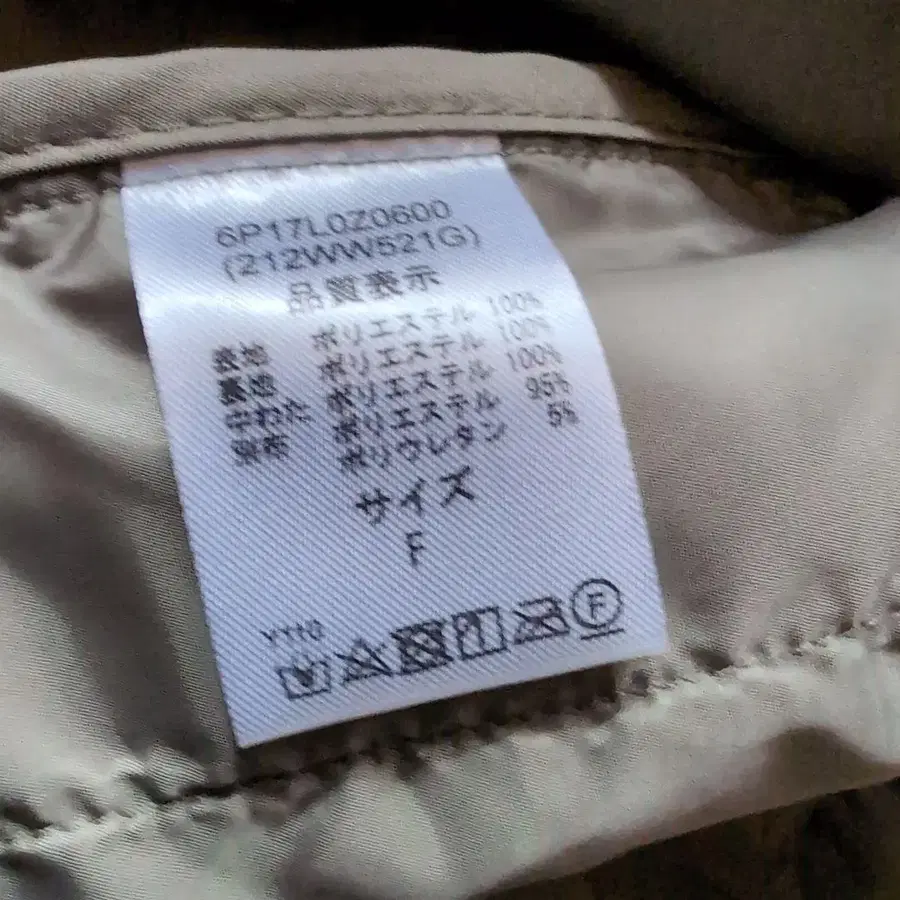 6P17L0Z0600
(212WW521G)
品質表示
表地 ポリエステル 100%
裏地 ポリエステル 100%
中わた ポリエステル 100%
別布 ポリエステル 95%
ポリウレタン 5%
サイズ
F
YT10
F